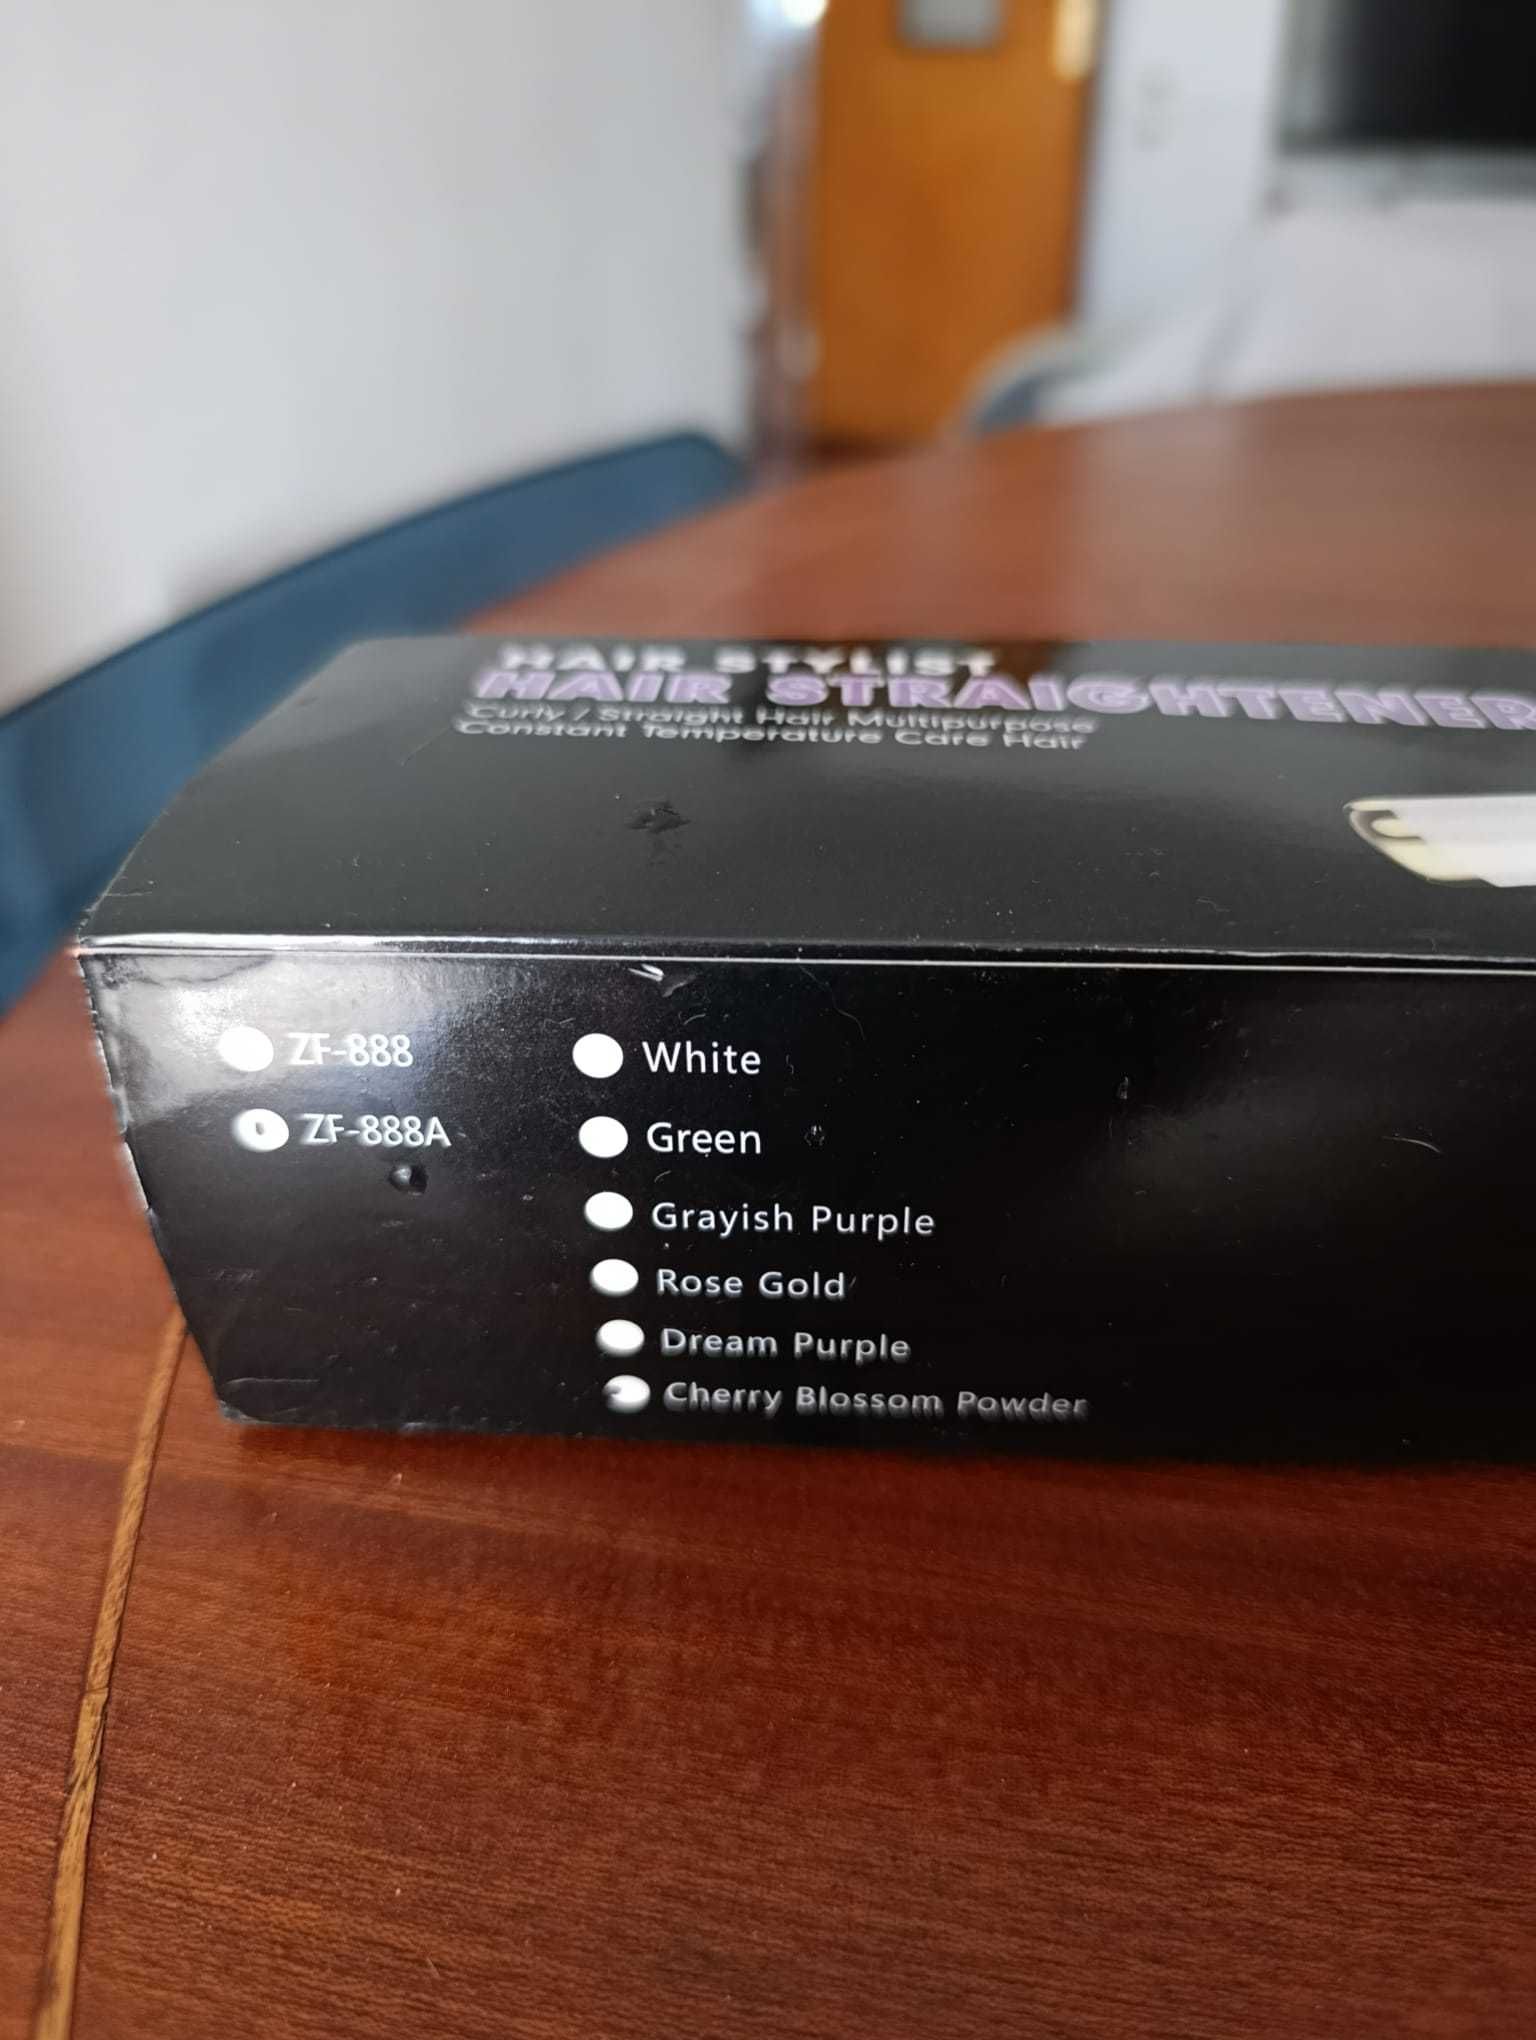 HAIR STYLIST
HAIR STRAIGHTENER
Curly / Straight Hair Multipurpose
Constant Temperature Care Hair
ZF-888
ZF-888A
White
Green
Grayish Purple
Rose Gold
Dream Purple
Cherry Blossom Powder